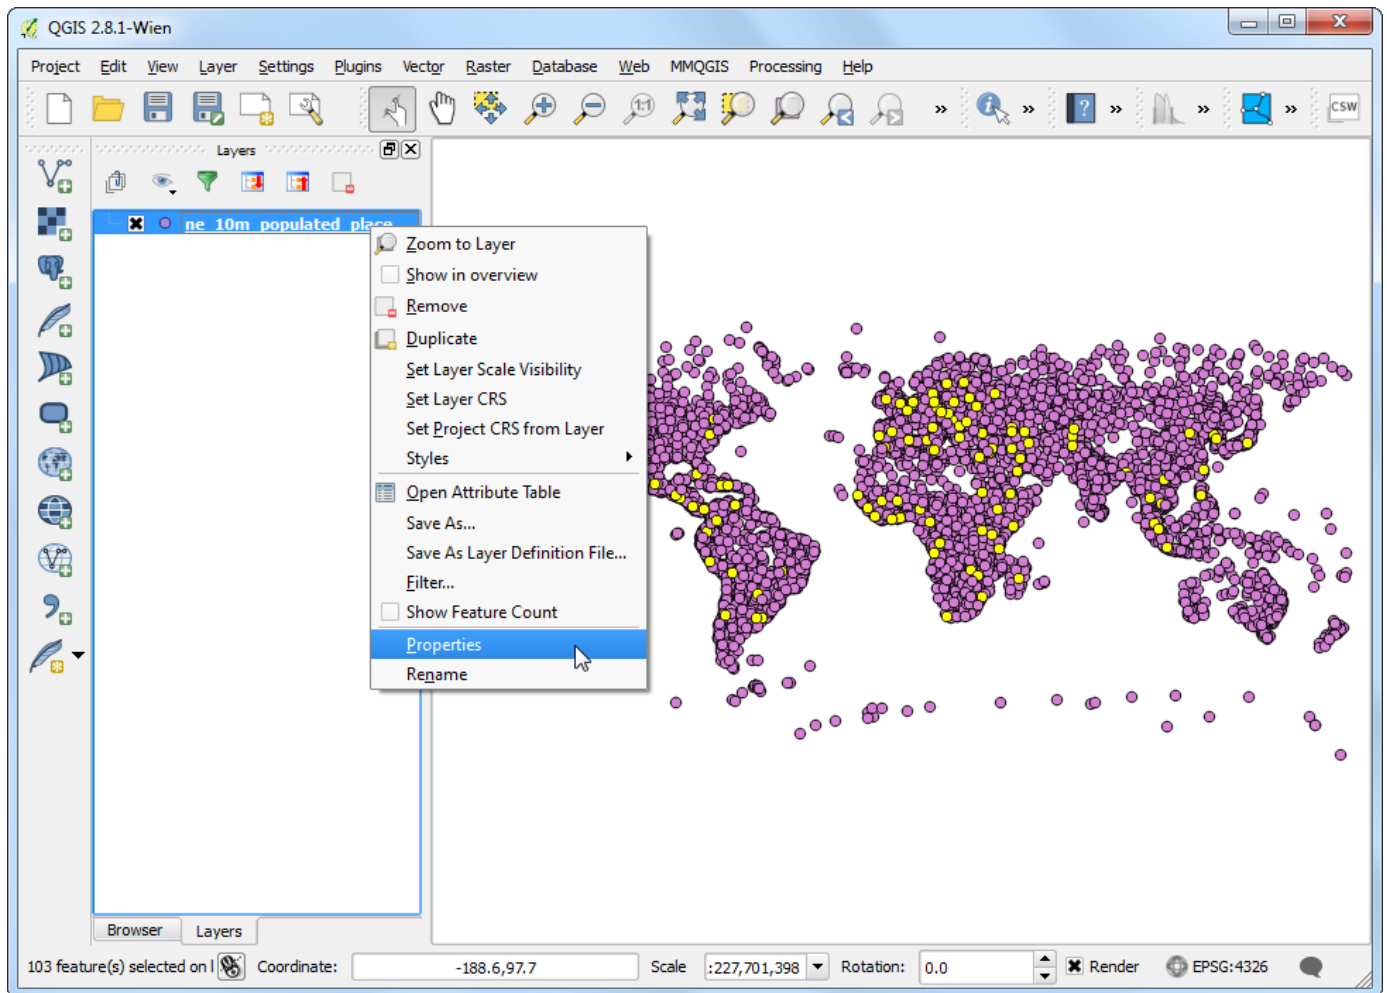 QGIS 2.8.1-Wien
Project Edit View Layer Settings Plugins Vector Raster Database Web MMQGIS Processing Help
1:1
?
CSW
Layers
ne_10m_populated_place
Zoom to Layer
Show in overview
Remove
Duplicate
Set Layer Scale Visibility
Set Layer CRS
Set Project CRS from Layer
Styles
Open Attribute Table
Save As...
Save As Layer Definition File...
Filter...
Show Feature Count
Properties
Rename
Browser Layers
103 feature(s) selected on l Coordinate: -188.6,97.7 Scale :227,701,398 Rotation: 0.0 Render EPSG:4326